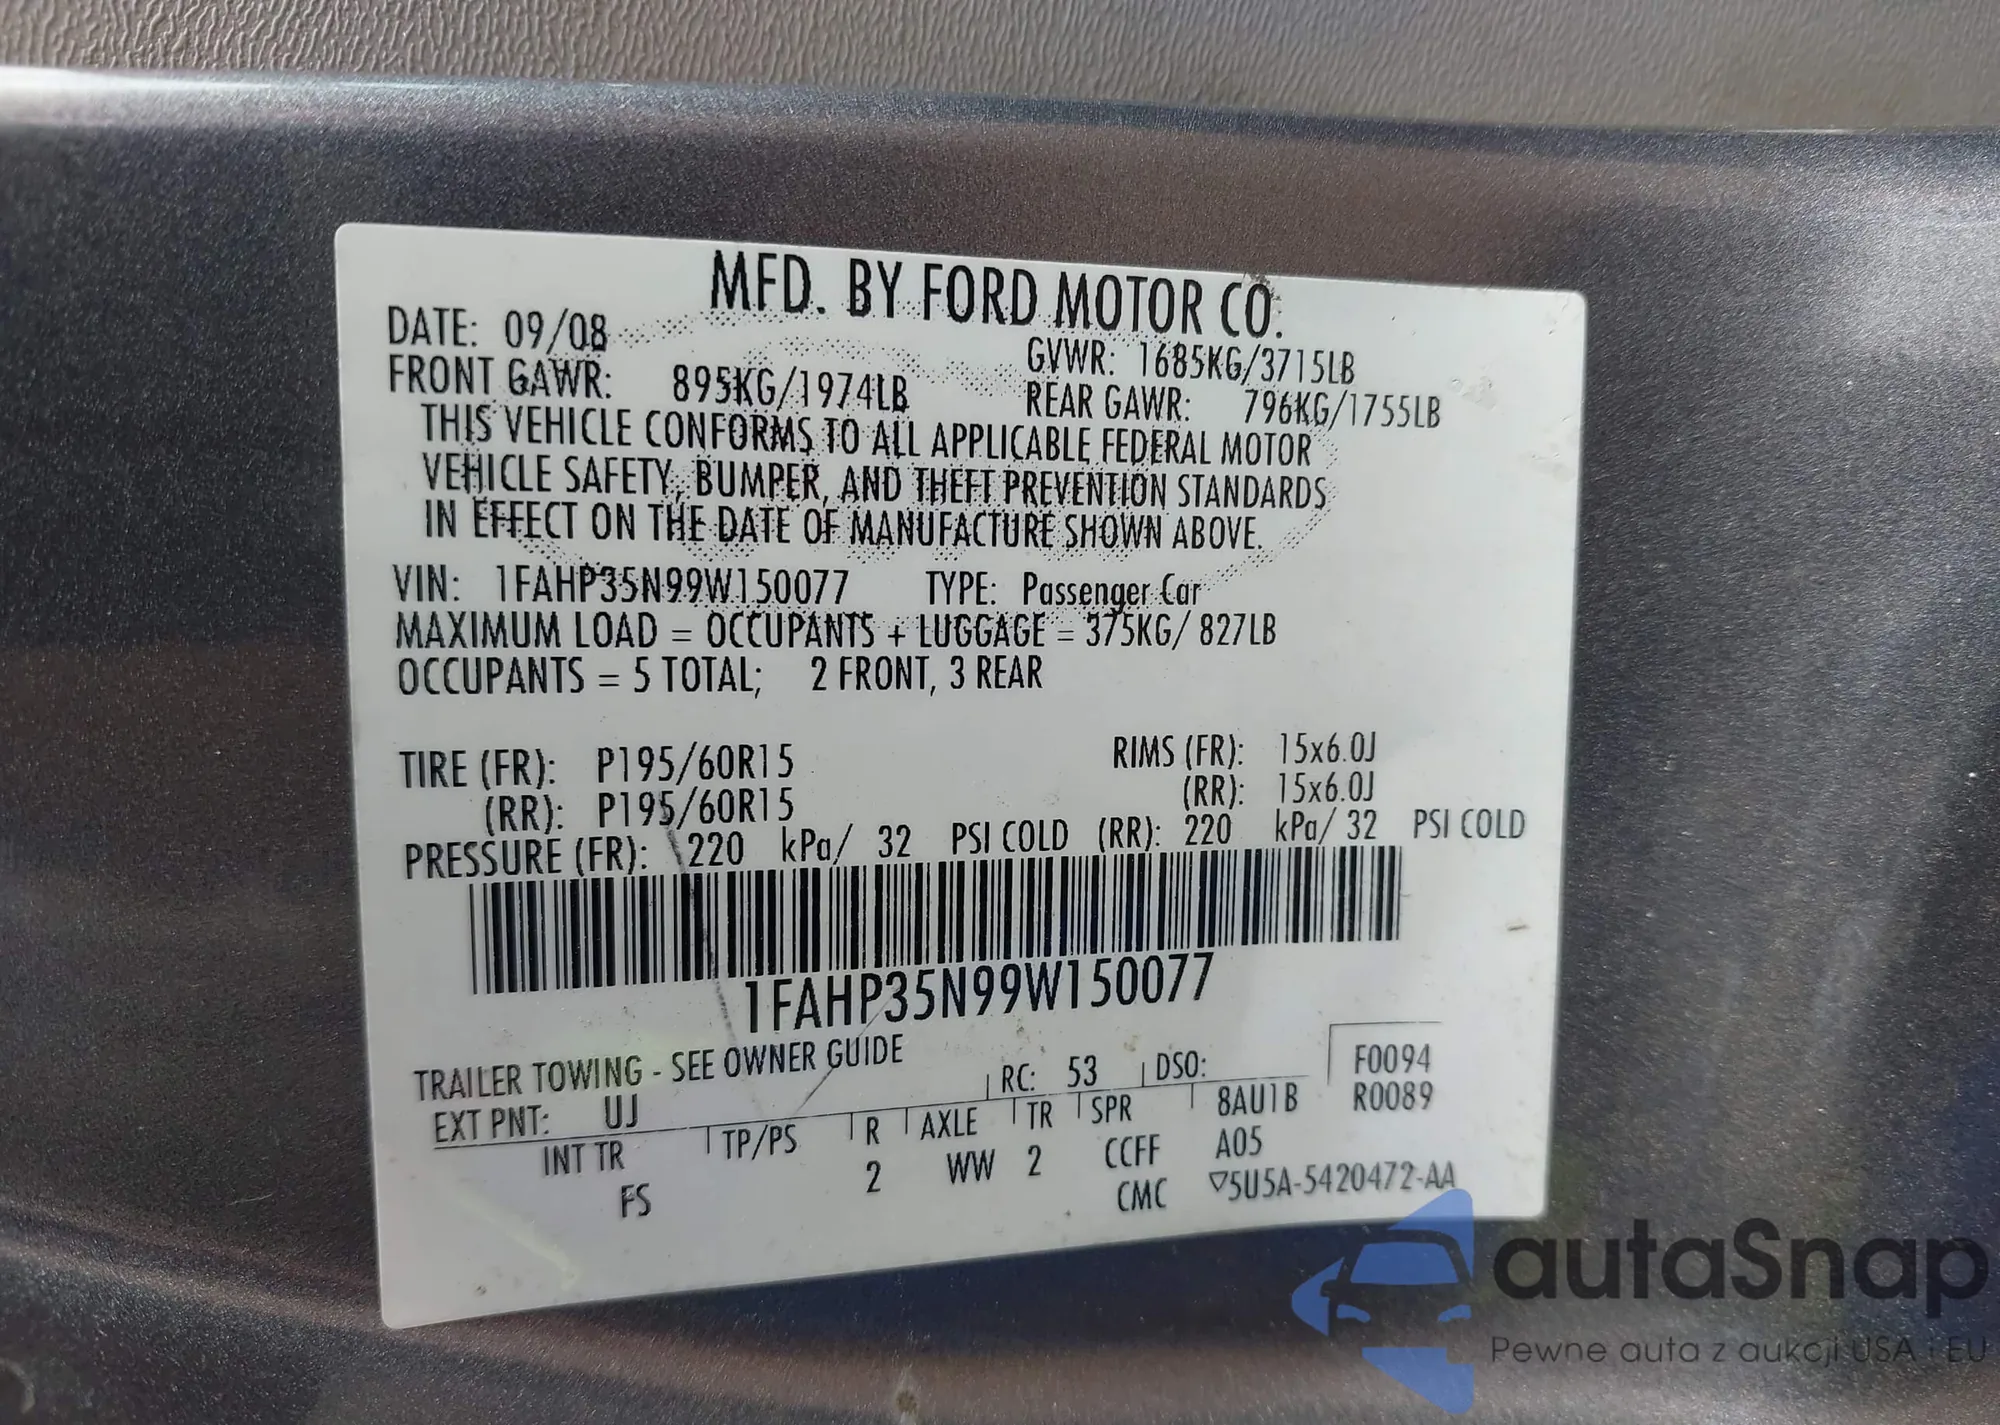 MFD. BY FORD MOTOR CO.
DATE: 09/08 GVWR: 1685KG/3715LB
FRONT GAWR: 895KG/1974LB REAR GAWR: 796KG/1755LB
THIS VEHICLE CONFORMS TO ALL APPLICABLE FEDERAL MOTOR
VEHICLE SAFETY, BUMPER, AND THEFT PREVENTION STANDARDS
IN EFFECT ON THE DATE OF MANUFACTURE SHOWN ABOVE.
VIN: 1FAHP35N99W150077 TYPE: Passenger Car
MAXIMUM LOAD = OCCUPANTS + LUGGAGE = 375KG/ 827LB
OCCUPANTS = 5 TOTAL; 2 FRONT, 3 REAR
TIRE (FR): P195/60R15 RIMS (FR): 15x6.0J
(RR): P195/60R15 (RR): 15x6.0J
PRESSURE (FR): 220 kPa/ 32 PSI COLD (RR): 220 kPa/ 32 PSI COLD
1FAHP35N99W150077
TRAILER TOWING - SEE OWNER GUIDE
EXT PNT: UJ RC: 53 DSO: F0094
INT TR TP/PS R AXLE TR SPR 8AU1B R0089
FS 2 WW 2 CCFF A05
CMC ▽5U5A-5420472-AA
autaSnap
Pewne auta z aukcji USA i EU